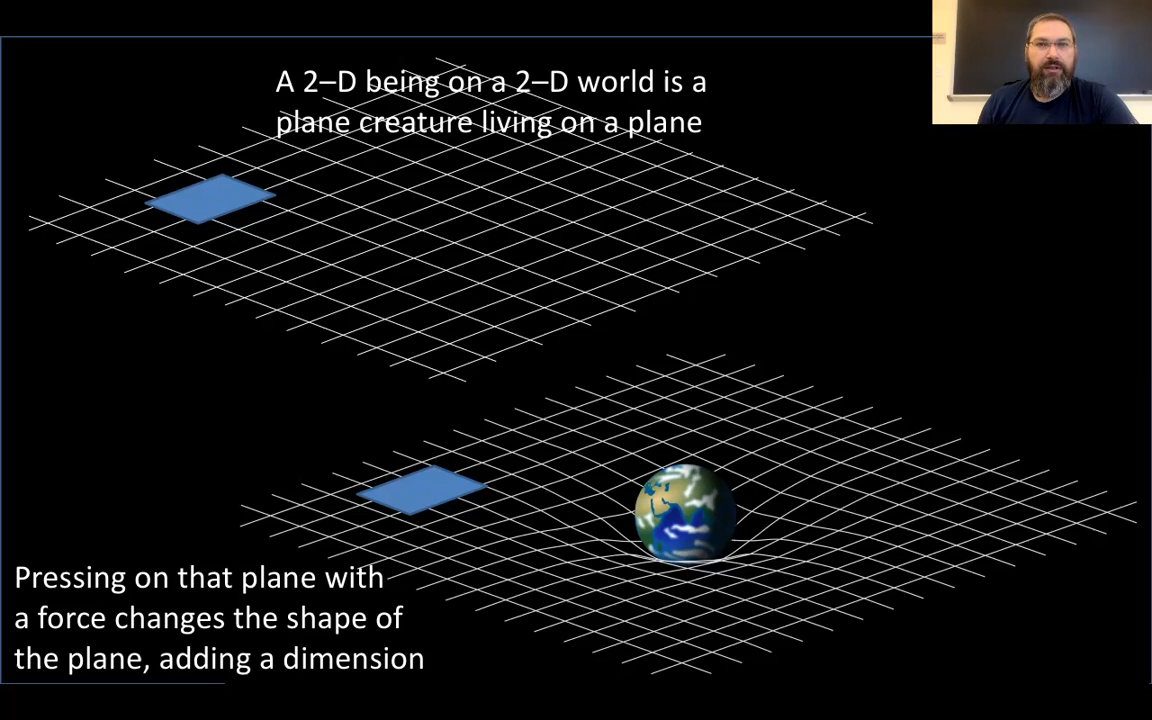 A 2–D being on a 2–D world is a
plane creature living on a plane
Pressing on that plane with
a force changes the shape of
the plane, adding a dimension